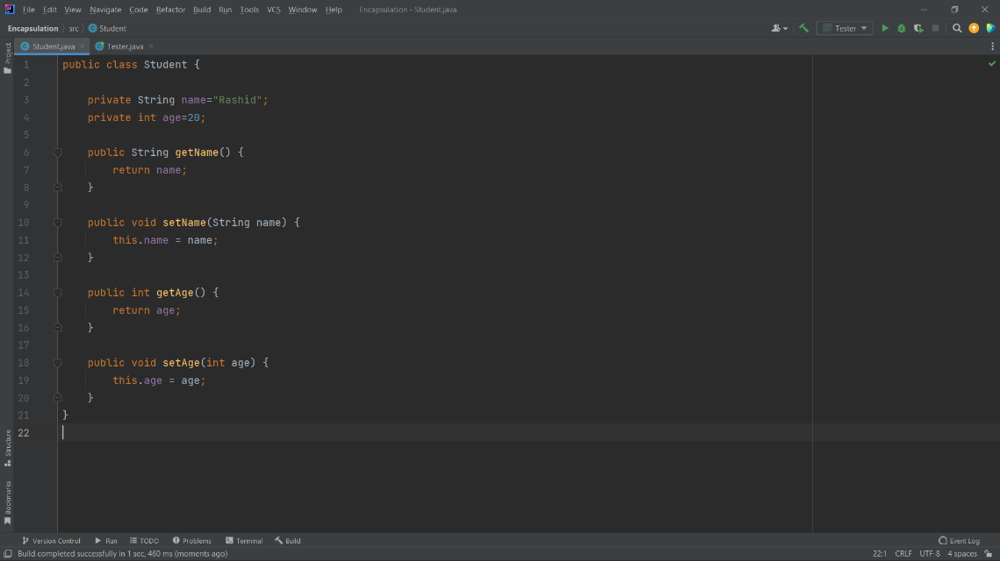 File Edit View Navigate Code Refactor Build Run Tools VCS Window Help Encapsulation - Student.java
Encapsulation src Student Tester
Project
Student.java Tester.java
1 public class Student {
2
3 private String name="Rashid";
4 private int age=20;
5
6 public String getName() {
7 return name;
8 }
9
10 public void setName(String name) {
11 this.name = name;
12 }
13
14 public int getAge() {
15 return age;
16 }
17
18 public void setAge(int age) {
19 this.age = age;
20 }
21 }
22
Structure
Bookmarks
Version Control Run TODO Problems Terminal Build Event Log
Build completed successfully in 1 sec, 460 ms (moments ago) 22:1 CRLF UTF-8 4 spaces